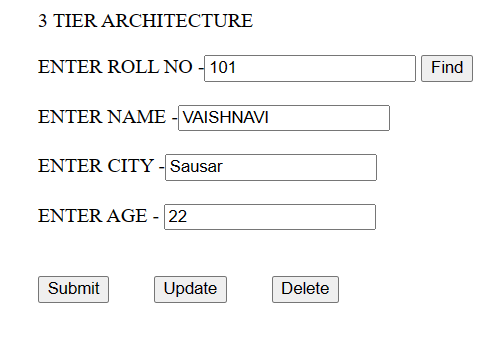 3 TIER ARCHITECTURE
ENTER ROLL NO -101 Find
ENTER NAME -VAISHNAVI
ENTER CITY -Sausar
ENTER AGE - 22
Submit Update Delete